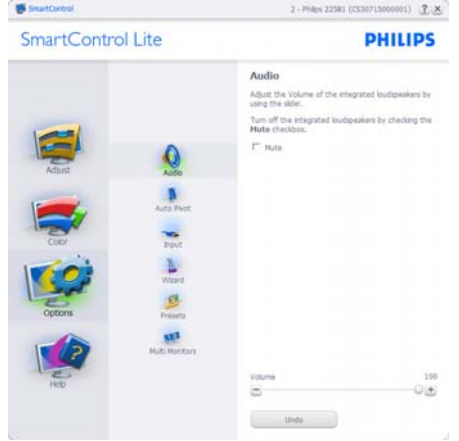 SmartControl
2 - Philips 225B1 (CS30715000001)
SmartControl Lite
PHILIPS
Adjust
Color
Options
Help
Audio
Auto Pivot
Input
Wizard
Presets
Multi Monitors
Audio
Adjust the Volume of the integrated loudspeakers by
using the slider.
Turn off the integrated loudspeakers by checking the
Mute checkbox.
Mute
Volume
100
Undo